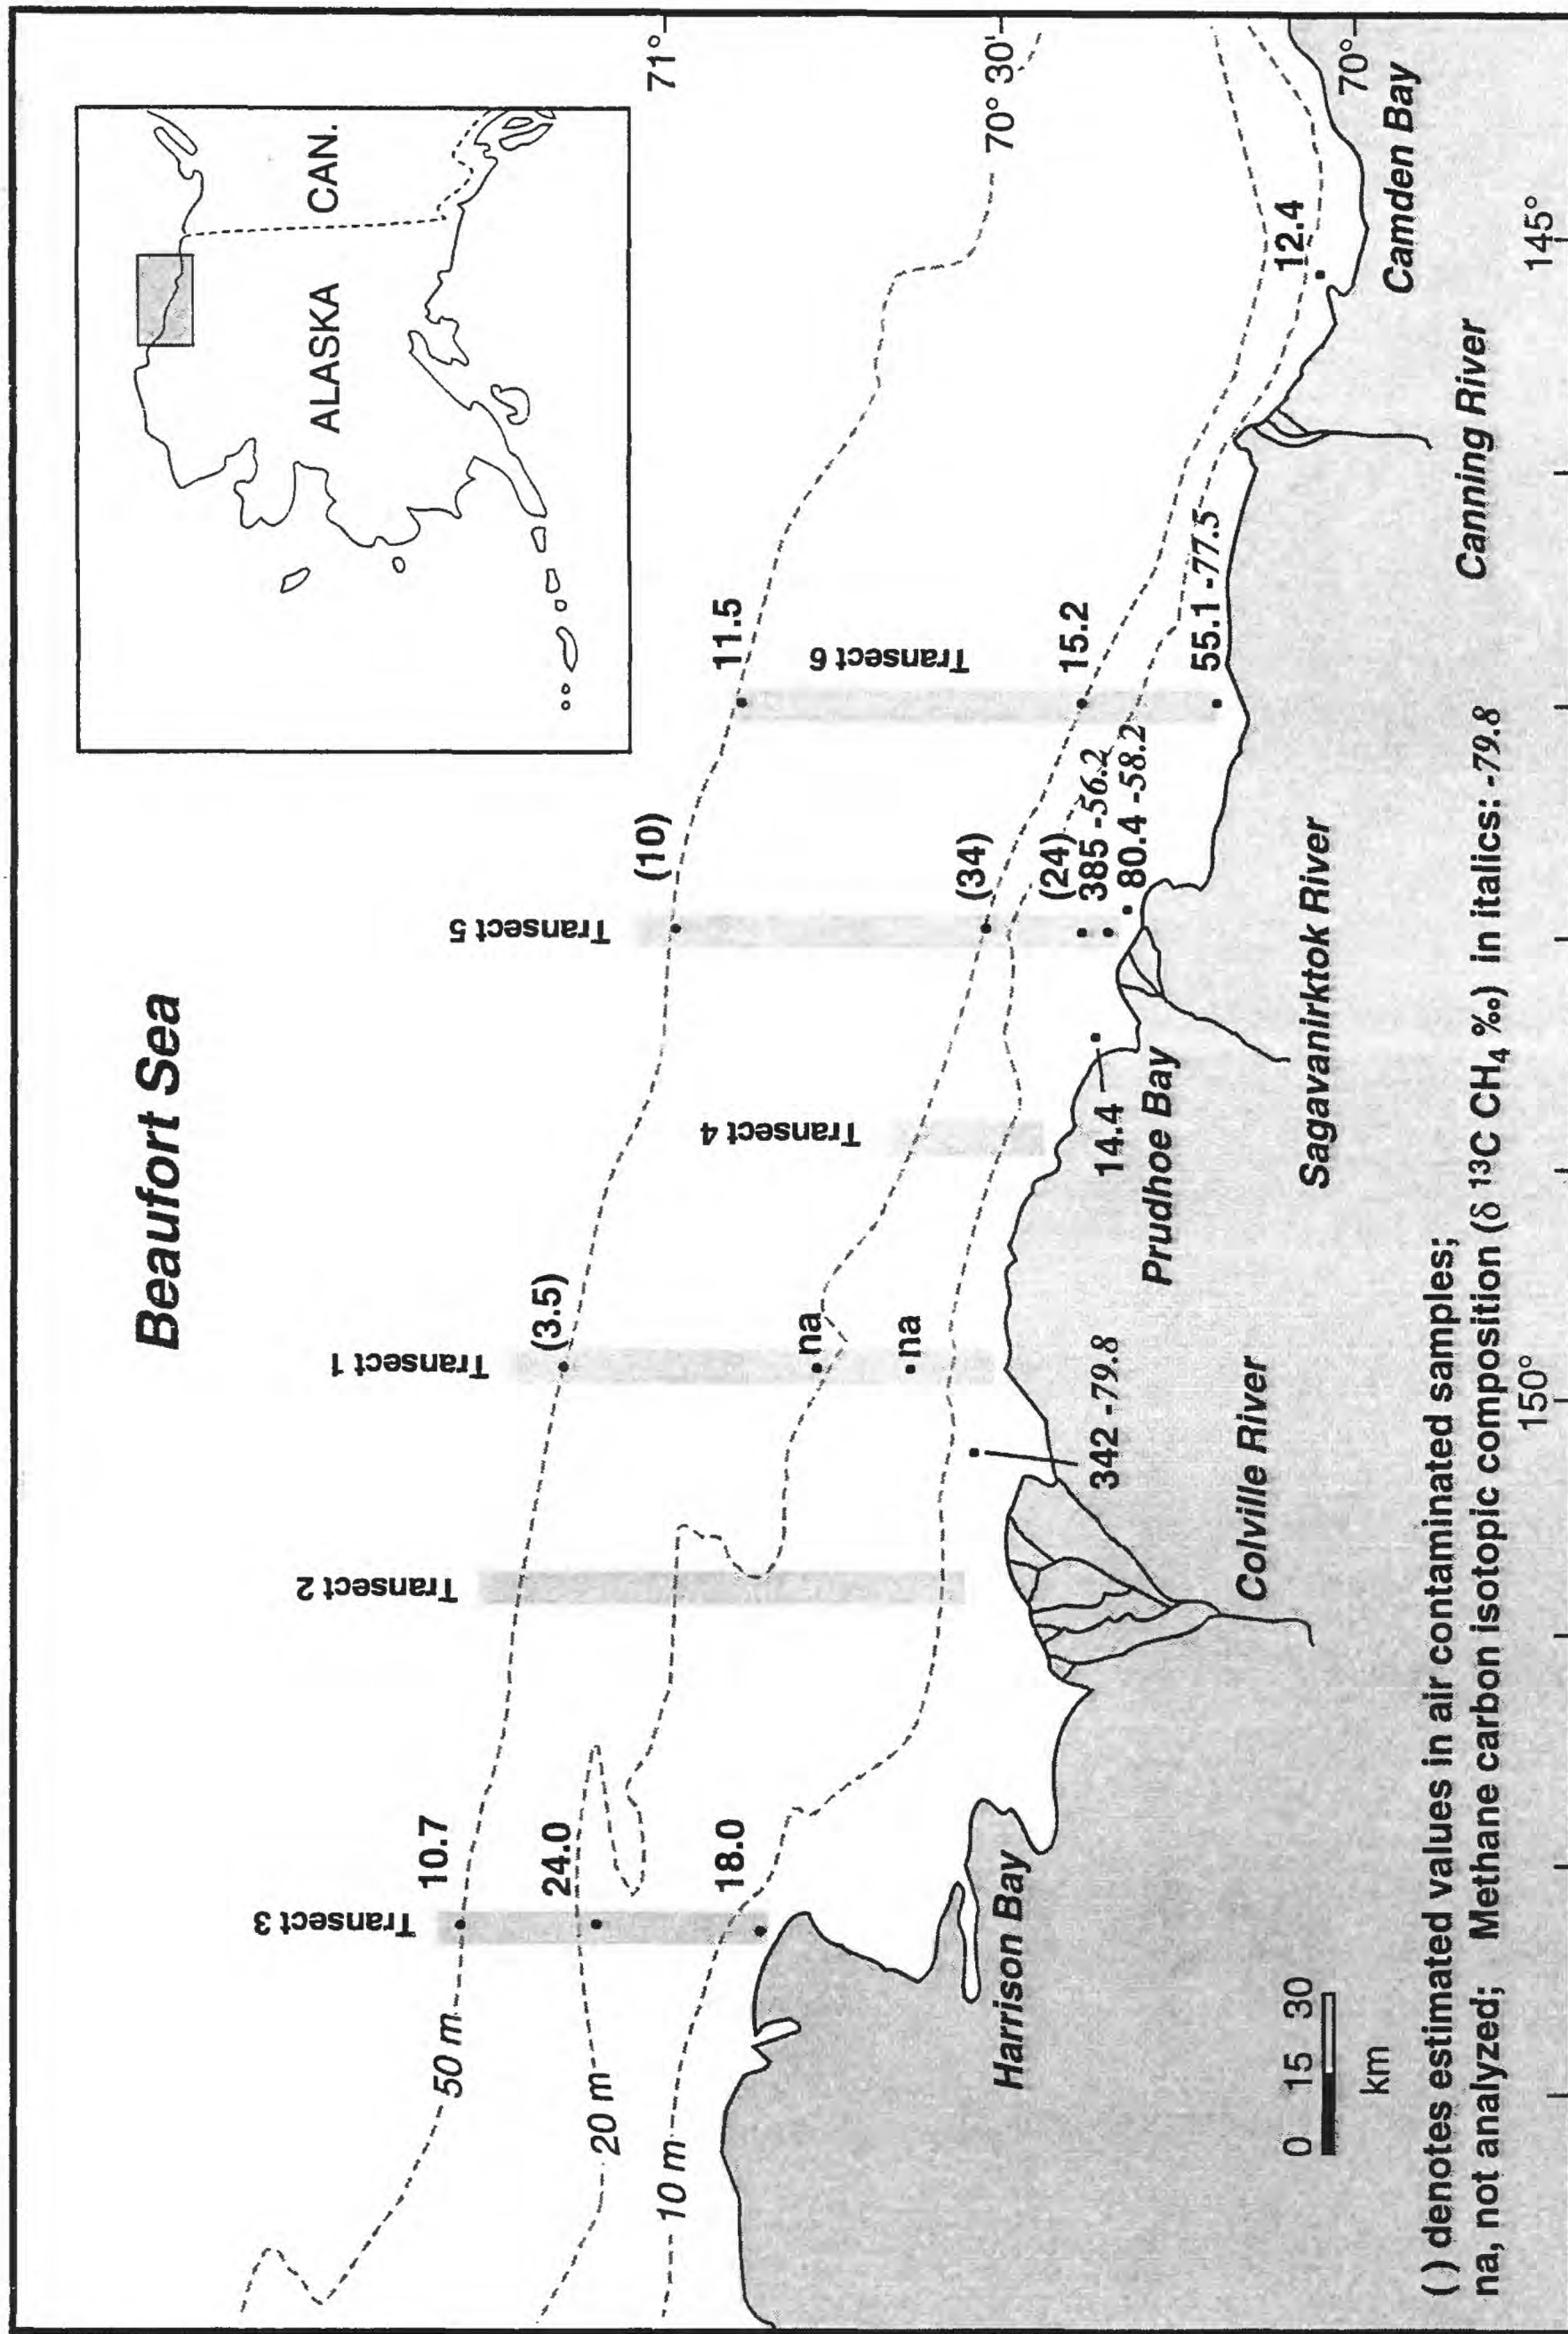 Beaufort Sea
ALASKA
CAN.
71°
70° 30'
70°
50 m
20 m
10 m
Transect 3
10.7
24.0
18.0
Transect 2
Transect 1
(3.5)
na
na
342 -79.8
Transect 4
14.4
Transect 5
(10)
(34)
(24)
385 -56.2
80.4 -58.2
Transect 6
11.5
15.2
55.1 -77.5
12.4
Harrison Bay
Colville River
Prudhoe Bay
Sagavanirktok River
Canning River
Camden Bay
0 15 30
km
( ) denotes estimated values in air contaminated samples;
na, not analyzed; Methane carbon isotopic composition (δ ¹³C CH₄ ‰) in italics: -79.8
150°
145°